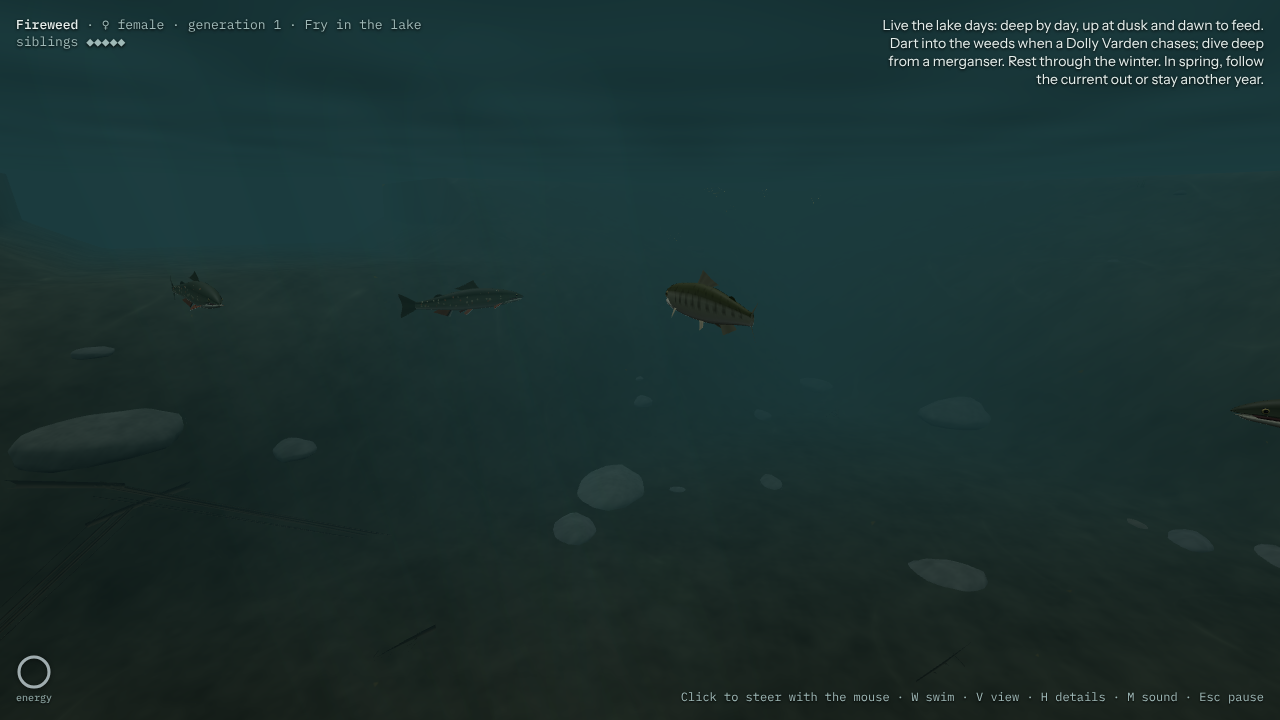 Fireweed · ♀ female · generation 1 · Fry in the lake
siblings ◆◆◆◆◆
Live the lake days: deep by day, up at dusk and dawn to feed.
Dart into the weeds when a Dolly Varden chases; dive deep
from a merganser. Rest through the winter. In spring, follow
the current out or stay another year.
energy
Click to steer with the mouse · W swim · V view · H details · M sound · Esc pause